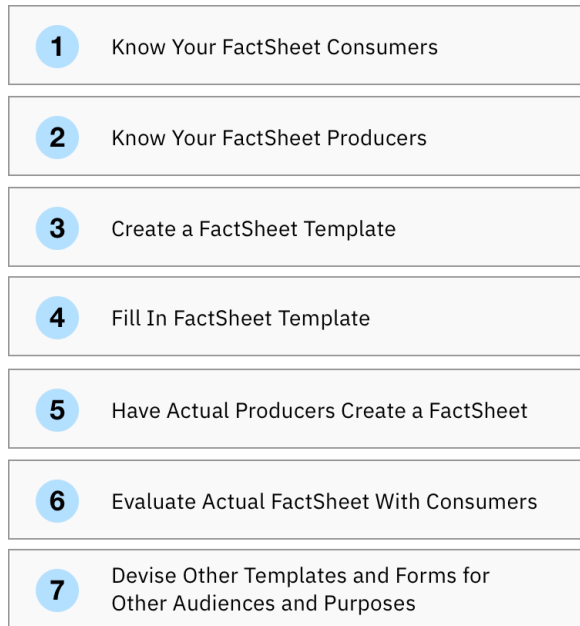 1 Know Your FactSheet Consumers
2 Know Your FactSheet Producers
3 Create a FactSheet Template
4 Fill In FactSheet Template
5 Have Actual Producers Create a FactSheet
6 Evaluate Actual FactSheet With Consumers
7 Devise Other Templates and Forms for
Other Audiences and Purposes